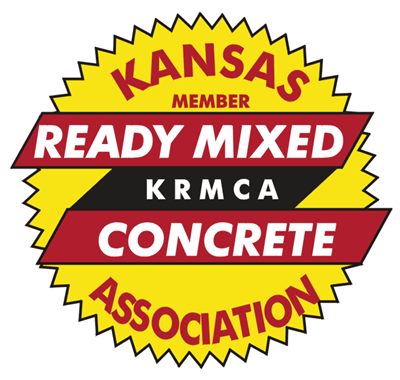 KANSAS
MEMBER
READY MIXED
KRMCA
CONCRETE
ASSOCIATION